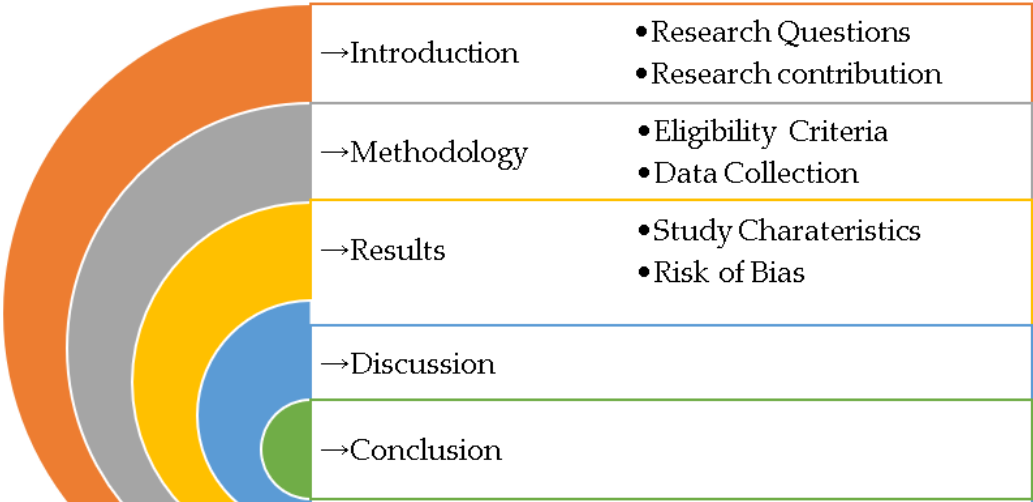 →Introduction
•Research Questions
•Research contribution
→Methodology
•Eligibility Criteria
•Data Collection
→Results
•Study Charateristics
•Risk of Bias
→Discussion
→Conclusion